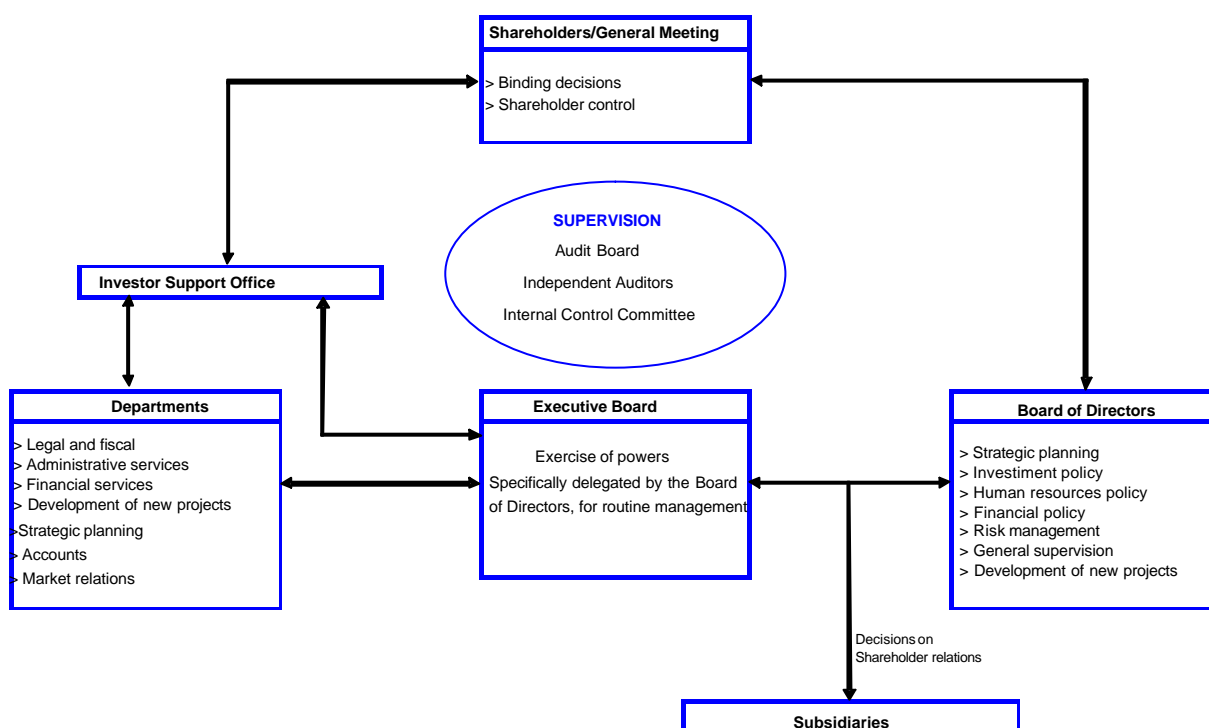 Shareholders/General Meeting
> Binding decisions
> Shareholder control
SUPERVISION
Audit Board
Independent Auditors
Internal Control Committee
Investor Support Office
Departments
> Legal and fiscal
> Administrative services
> Financial services
> Development of new projects
>Strategic planning
> Accounts
> Market relations
Executive Board
Exercise of powers
Specifically delegated by the Board
of Directors, for routine management
Board of Directors
> Strategic planning
> Investiment policy
> Human resources policy
> Financial policy
> Risk management
> General supervision
> Development of new projects
Decisions on
Shareholder relations
Subsidiaries